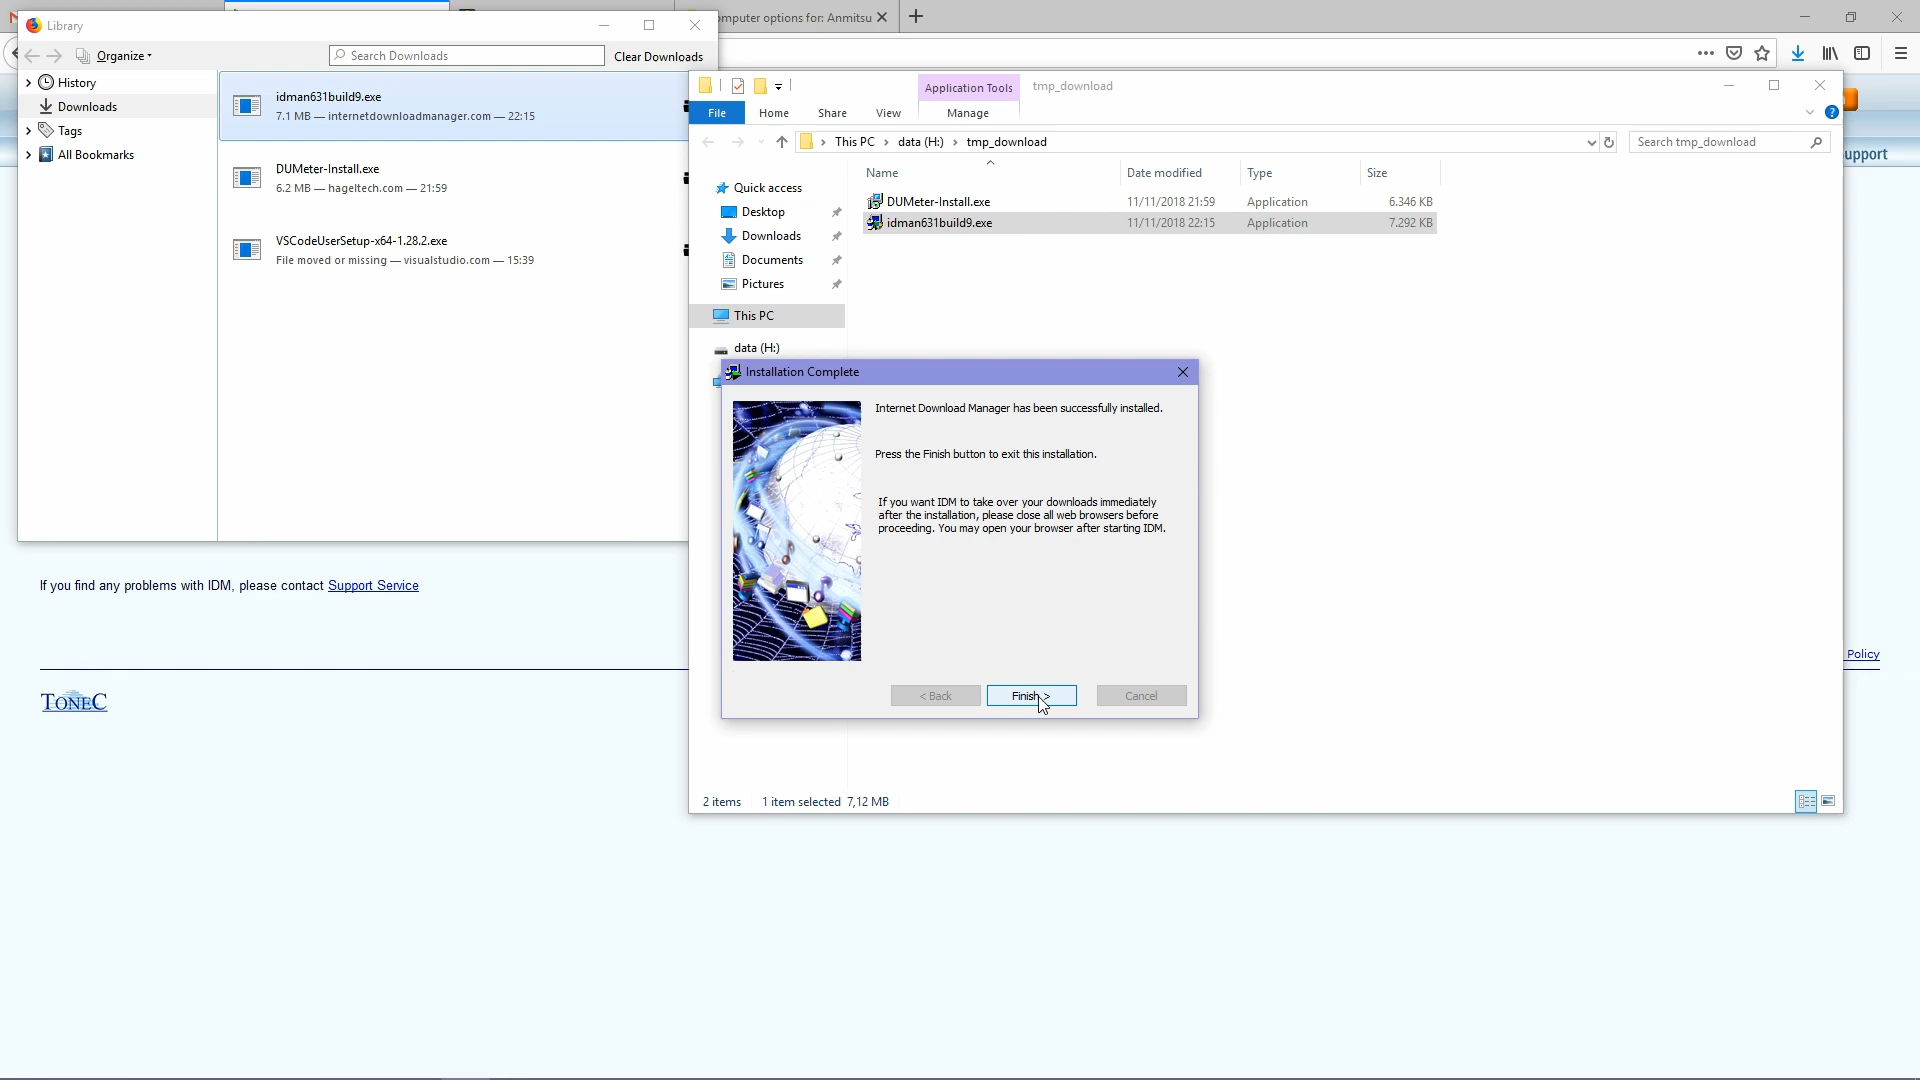 Library
Organize
Search Downloads
Clear Downloads
History
Downloads
Tags
All Bookmarks
idman631build9.exe
7.1 MB — internetdownloadmanager.com — 22:15
DUMeter-Install.exe
6.2 MB — hageltech.com — 21:59
VSCodeUserSetup-x64-1.28.2.exe
File moved or missing — visualstudio.com — 15:39
omputer options for: Anmitsu
Application Tools
tmp_download
File
Home
Share
View
Manage
This PC > data (H:) > tmp_download
Search tmp_download
upport
Name
Date modified
Type
Size
DUMeter-Install.exe 11/11/2018 21:59 Application 6.346 KB
idman631build9.exe 11/11/2018 22:15 Application 7.292 KB
Quick access
Desktop
Downloads
Documents
Pictures
This PC
data (H:)
Installation Complete
Internet Download Manager has been successfully installed.
Press the Finish button to exit this installation.
If you want IDM to take over your downloads immediately
after the installation, please close all web browsers before
proceeding. You may open your browser after starting IDM.
< Back
Finish >
Cancel
2 items
1 item selected 7,12 MB
If you find any problems with IDM, please contact Support Service
Policy
TONEC